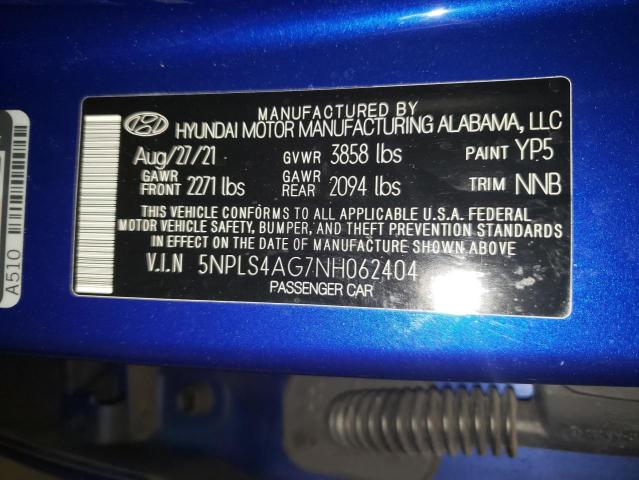 MANUFACTURED BY
HYUNDAI MOTOR MANUFACTURING ALABAMA, LLC
Aug/27/21 GVWR 3858 lbs PAINT YP5
GAWR FRONT 2271 lbs GAWR REAR 2094 lbs TRIM NNB
THIS VEHICLE CONFORMS TO ALL APPLICABLE U.S.A. FEDERAL
MOTOR VEHICLE SAFETY, BUMPER, AND THEFT PREVENTION STANDARDS
IN EFFECT ON THE DATE OF MANUFACTURE SHOWN ABOVE.
V.I.N 5NPLS4AG7NH062404
PASSENGER CAR
A510